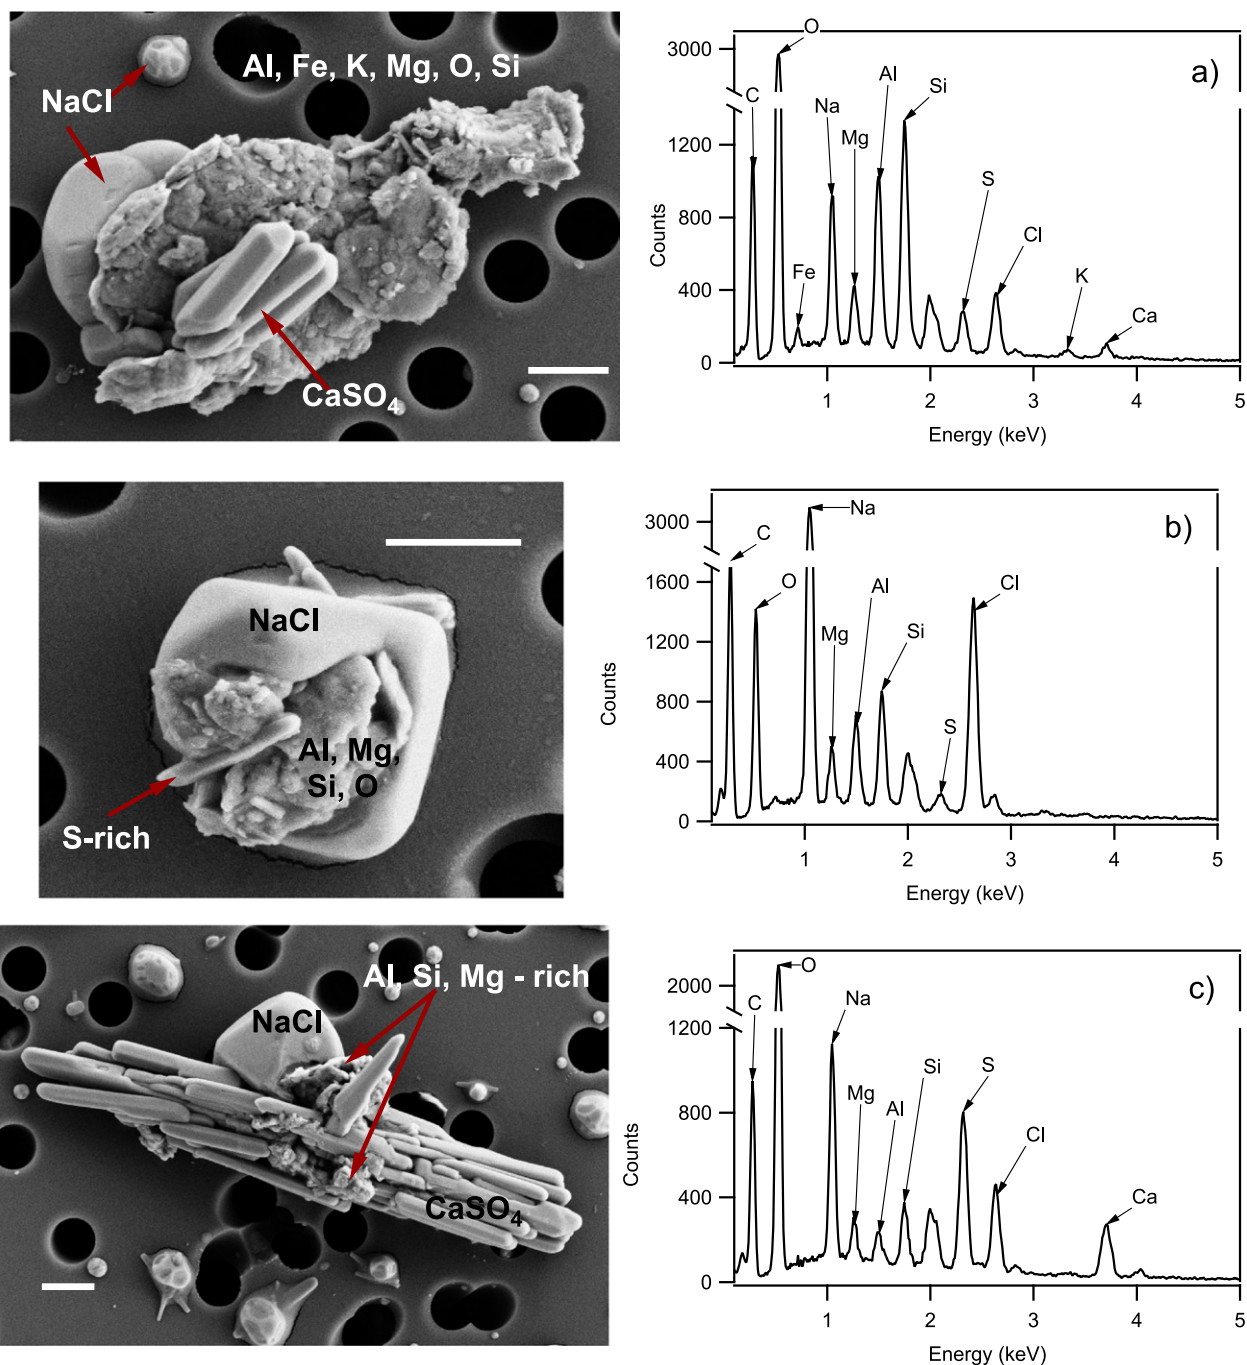 Al, Fe, K, Mg, O, Si
NaCl
CaSO4
a)
O
C
Na
Mg
Al
Si
S
Cl
Fe
K
Ca
3000
1200
800
400
0
Counts
1 2 3 4 5
Energy (keV)
NaCl
Al, Mg,
Si, O
S-rich
b)
Na
C
O
Al
Mg
Si
Cl
S
3000
1600
1200
800
400
0
Counts
1 2 3 4 5
Energy (keV)
Al, Si, Mg - rich
NaCl
CaSO4
c)
O
C
Na
Mg
Al
Si
S
Cl
Ca
2000
1200
800
400
0
Counts
1 2 3 4 5
Energy (keV)